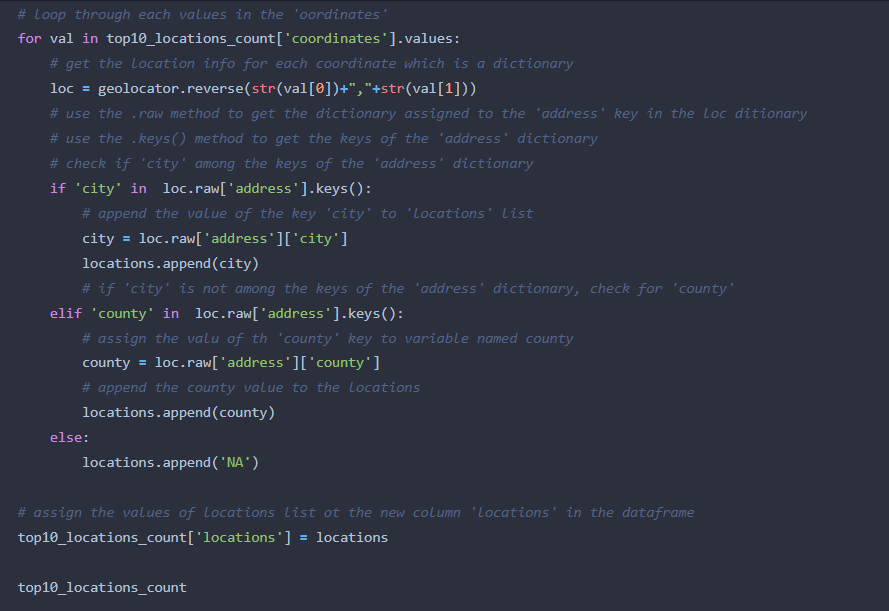 # loop through each values in the 'oordinates'
for val in top10_locations_count['coordinates'].values:
    # get the location info for each coordinate which is a dictionary
    loc = geolocator.reverse(str(val[0])+","+str(val[1]))
    # use the .raw method to get the dictionary assigned to the 'address' key in the loc ditionary
    # use the .keys() method to get the keys of the 'address' dictionary
    # check if 'city' among the keys of the 'address' dictionary
    if 'city' in  loc.raw['address'].keys():
        # append the value of the key 'city' to 'locations' list
        city = loc.raw['address']['city']
        locations.append(city)
        # if 'city' is not among the keys of the 'address' dictionary, check for 'county'
    elif 'county' in  loc.raw['address'].keys():
        # assign the valu of th 'county' key to variable named county
        county = loc.raw['address']['county']
        # append the county value to the locations
        locations.append(county)
    else:
        locations.append('NA')
# assign the values of locations list ot the new column 'locations' in the dataframe
top10_locations_count['locations'] = locations
top10_locations_count